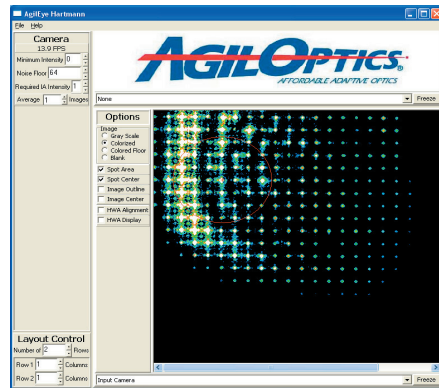 AgilEye Hartmann
File Help
Camera
13.9 FPS
Minimum Intensity 0
Noise Floor 64
Required IA Intensity 1
Average 1 Images
AGILOPTICS®
AFFORDABLE ADAPTIVE OPTICS
None Freeze
Options
Image
Gray Scale
Colorized
Colored Floor
Blank
Spot Area
Spot Center
Image Outline
Image Center
HWA Alignment
HWA Display
Layout Control
Number of 2 Rows
Row 1 1 Columns
Row 2 1 Columns
Input Camera Freeze